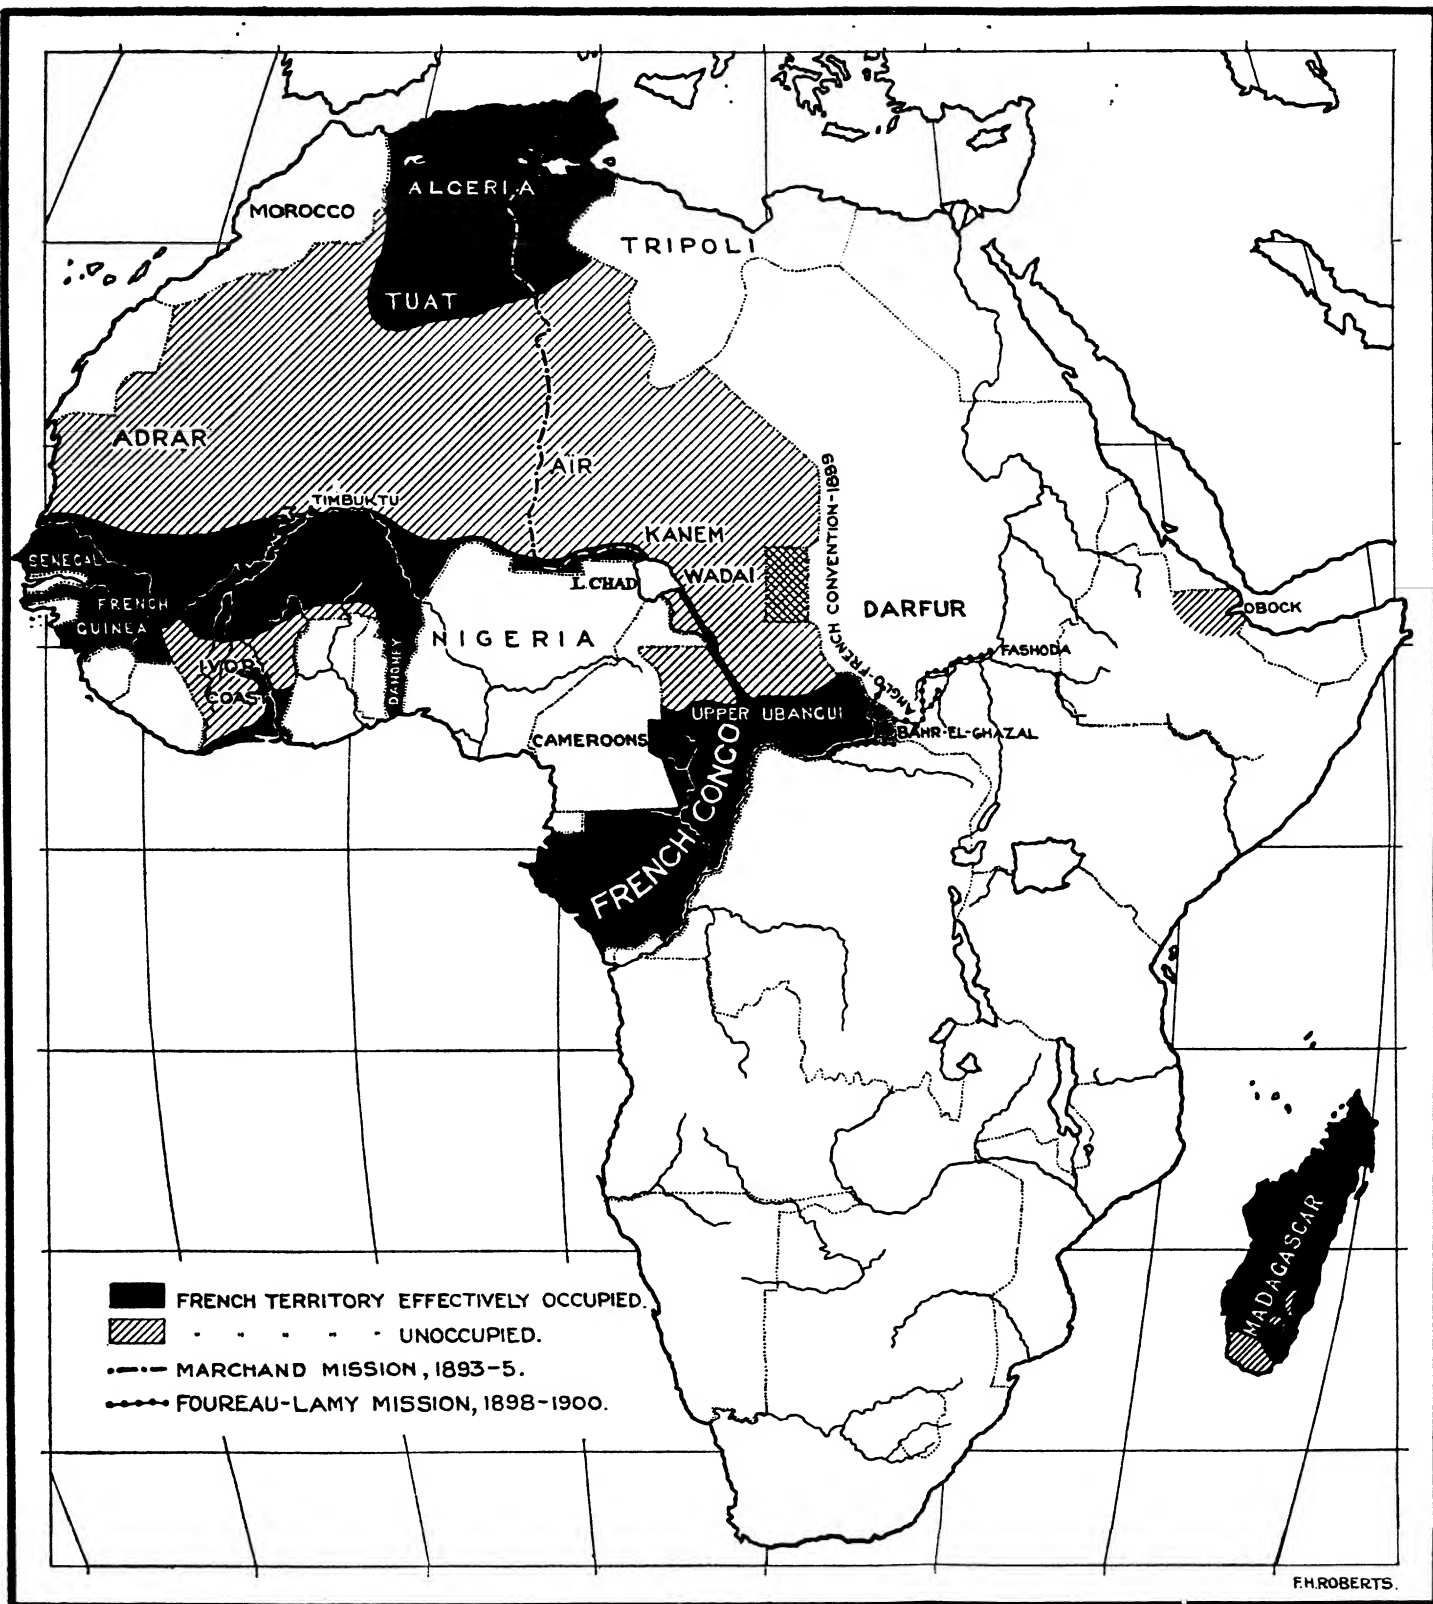 ALGERIA
MOROCCO
TRIPOLI
TUAT
ADRAR
AIR
TIMBUKTU
KANEM
SENEGAL
L. CHAD
WADAI
ANGLO-FRENCH CONVENTION-1889
DARFUR
OBOCK
FRENCH
GUINEA
NIGERIA
FASHODA
IVORY
COAST
DAHOMEY
UPPER UBANGUI
BAHR-EL-GHAZAL
CAMEROONS
FRENCH CONGO
MADAGASCAR
FRENCH TERRITORY EFFECTIVELY OCCUPIED.
" " " " " UNOCCUPIED.
MARCHAND MISSION, 1893-5.
FOUREAU-LAMY MISSION, 1898-1900.
F.H.ROBERTS.